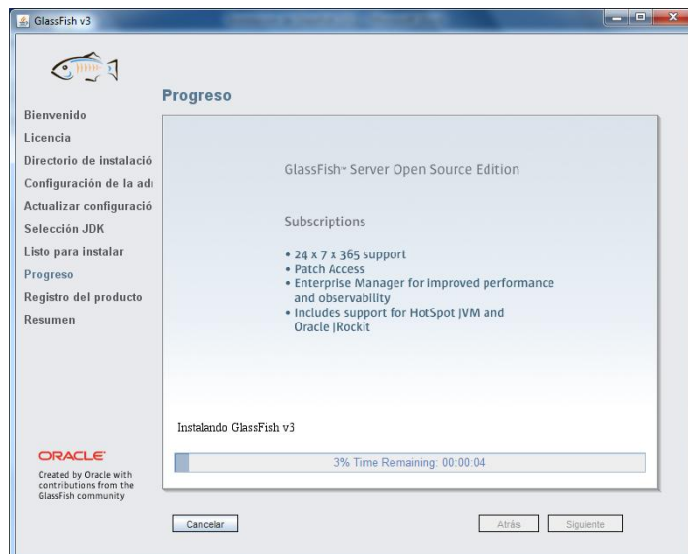 GlassFish v3
Progreso
Bienvenido
Licencia
Directorio de instalació
Configuración de la adı
Actualizar configuració
Selección JDK
Listo para instalar
Progreso
Registro del producto
Resumen
GlassFish™ Server Open Source Edition
Subscriptions
• 24 x 7 x 365 support
• Patch Access
• Enterprise Manager for improved performance
and observability
• Includes support for HotSpot JVM and
Oracle JRockit
Instalando GlassFish v3
3% Time Remaining: 00:00:04
ORACLE
Created by Oracle with
contributions from the
GlassFish community
Cancelar
Atrás
Siguiente